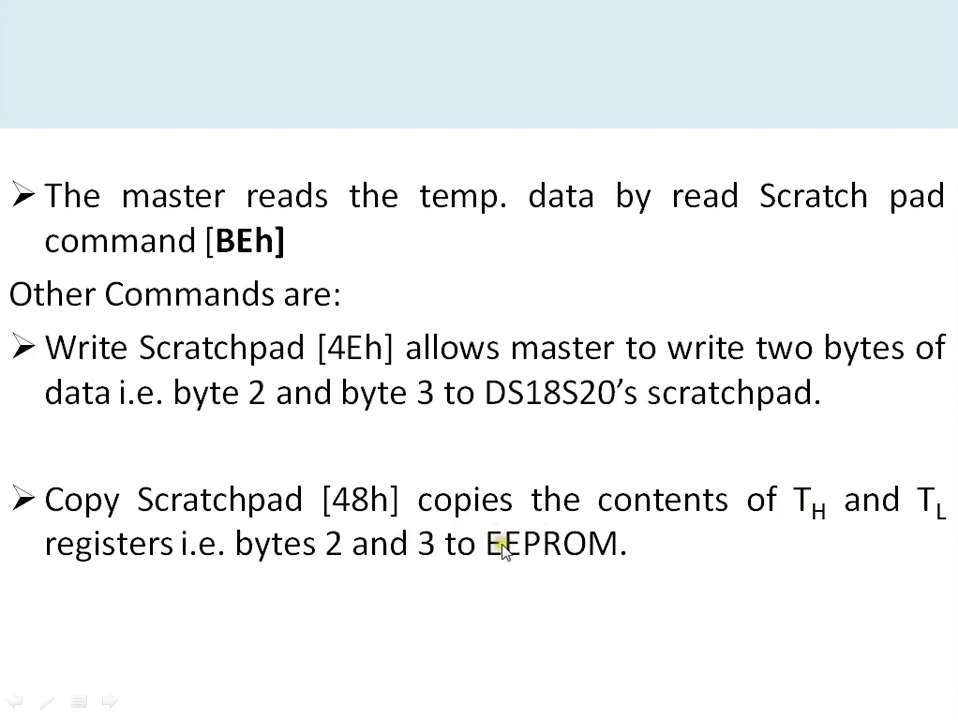 ➢ The master reads the temp. data by read Scratch pad
command [BEh]
Other Commands are:
➢ Write Scratchpad [4Eh] allows master to write two bytes of
data i.e. byte 2 and byte 3 to DS18S20’s scratchpad.
➢ Copy Scratchpad [48h] copies the contents of TH and TL
registers i.e. bytes 2 and 3 to EEPROM.